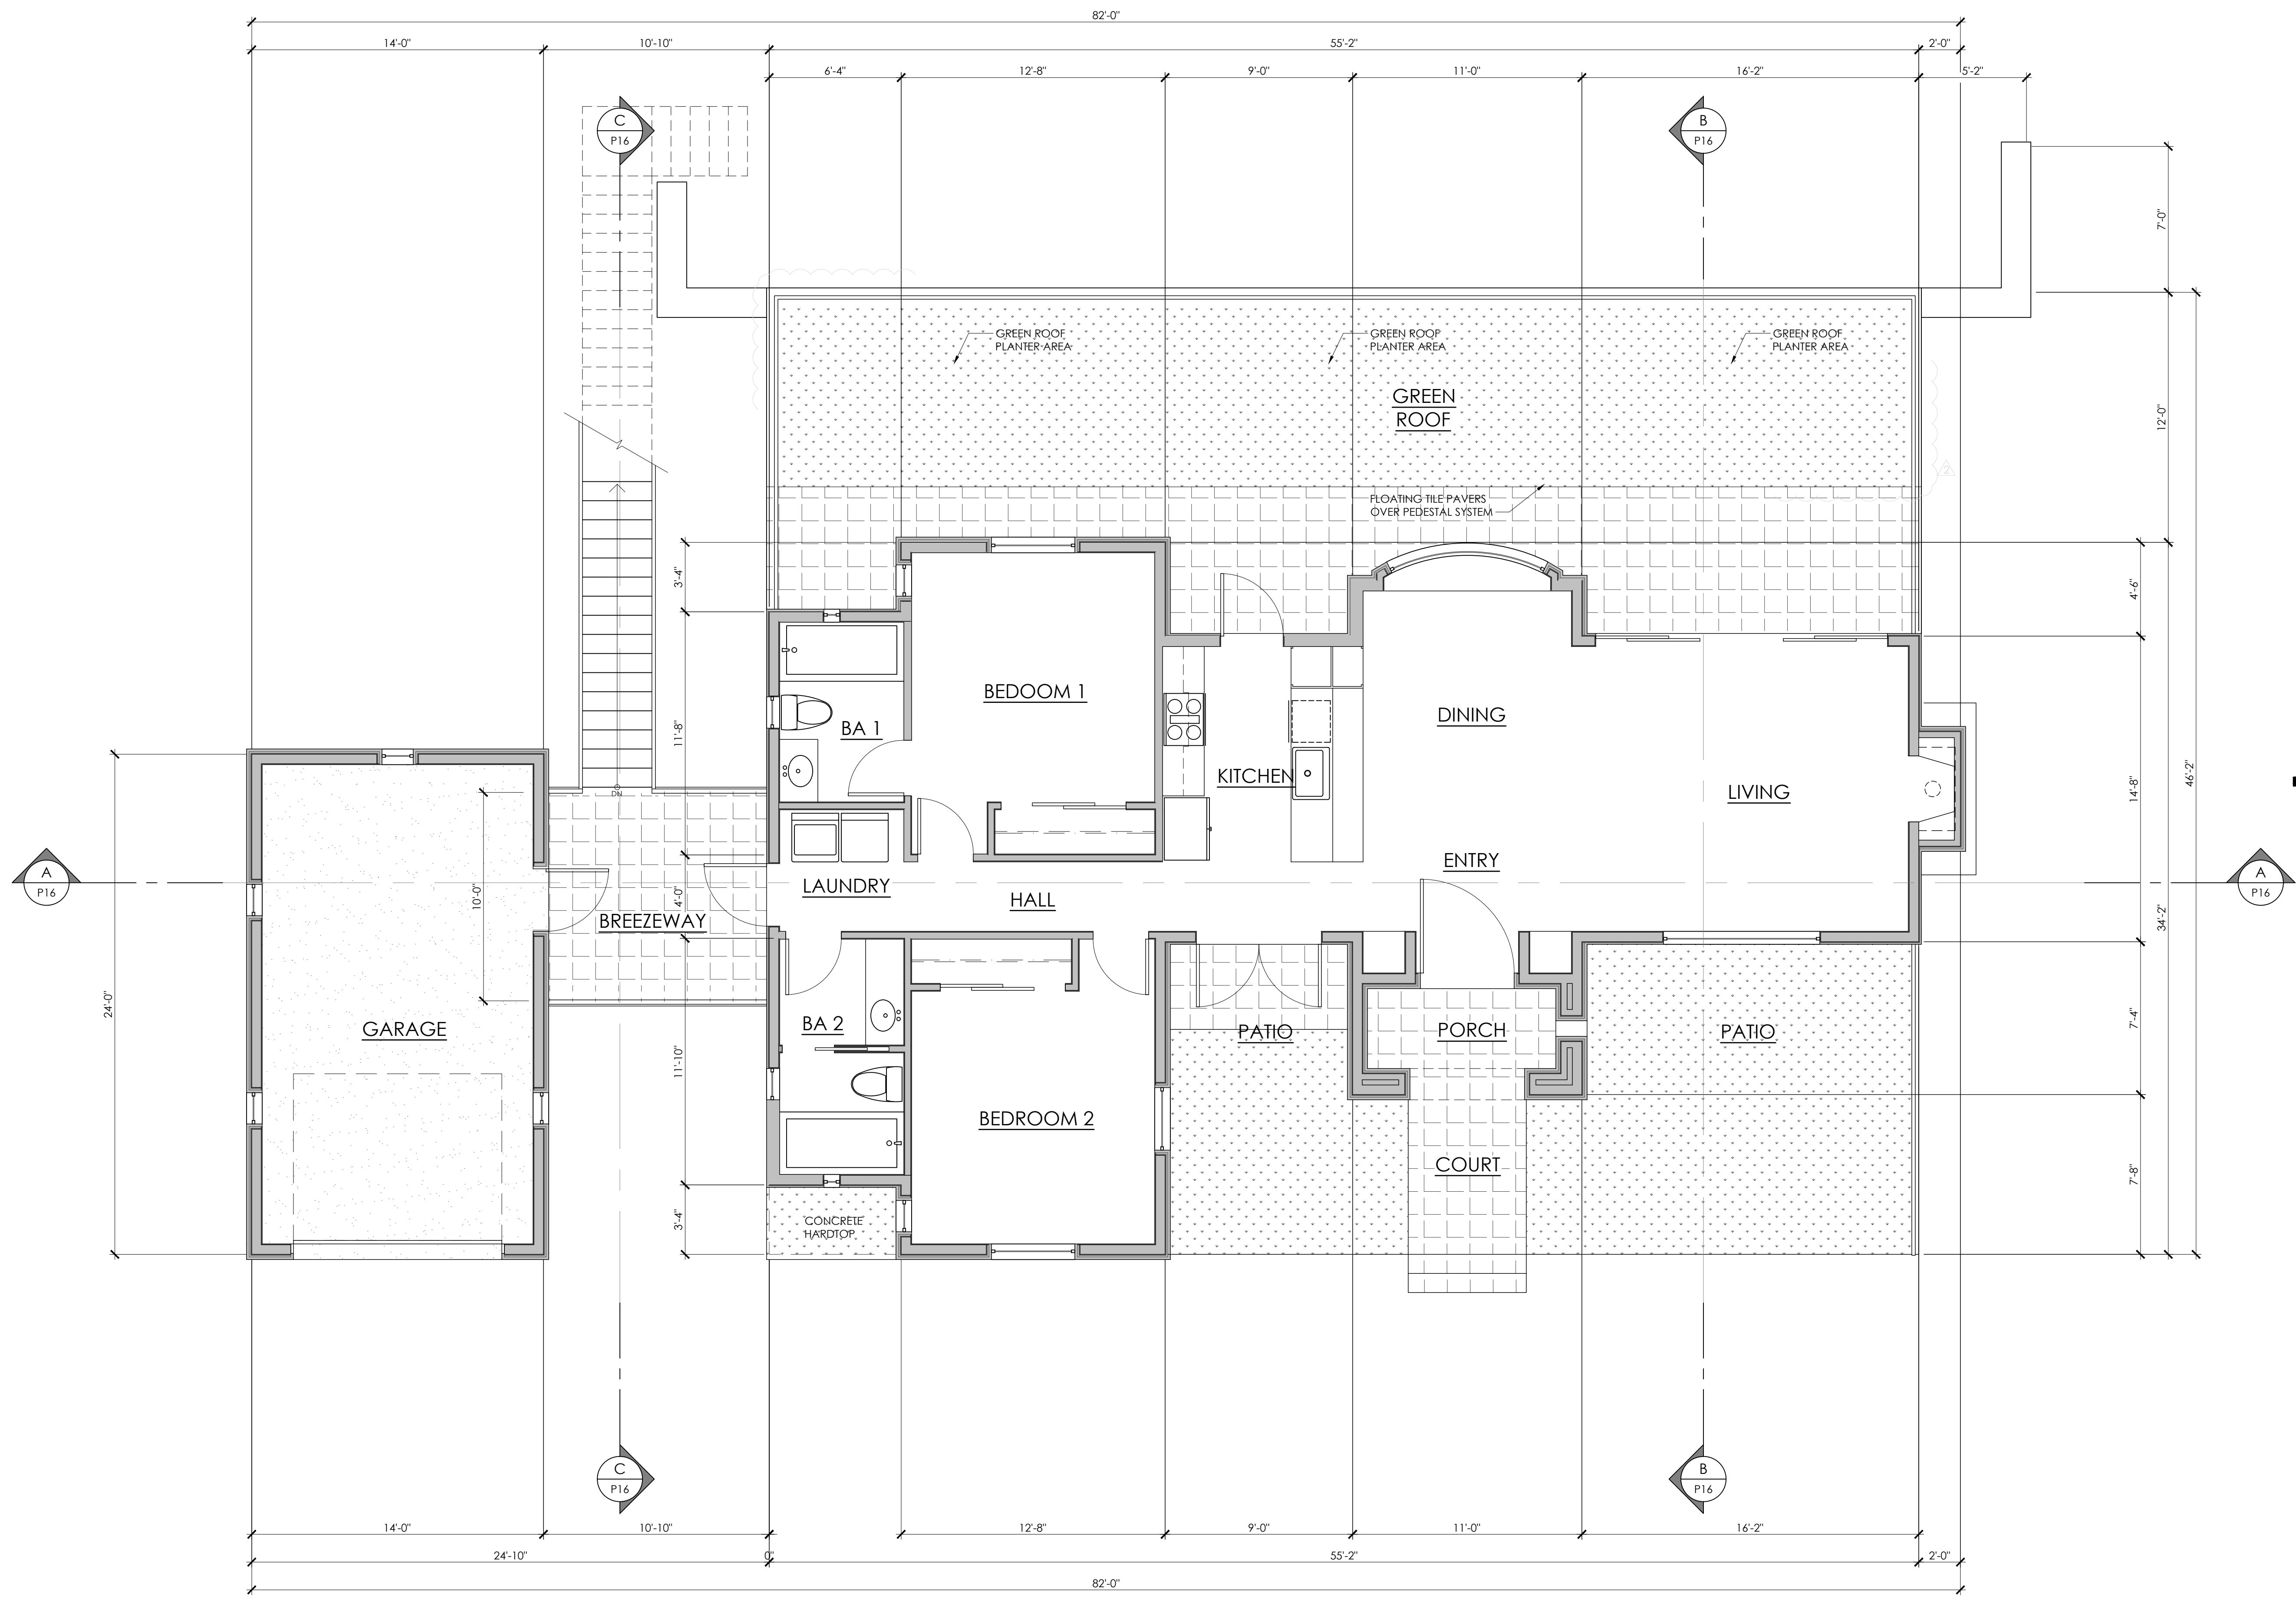 82'-0"
14'-0"
10'-10"
55'-2"
2'-0"
6'-4"
12'-8"
9'-0"
11'-0"
16'-2"
5'-2"
C
P16
B
P16
7'-0"
GREEN ROOF
PLANTER AREA
GREEN ROOF
PLANTER AREA
GREEN ROOF
PLANTER AREA
GREEN
ROOF
12'-0"
2
FLOATING TILE PAVERS
OVER PEDESTAL SYSTEM
3'-4"
4'-6"
BEDOOM 1
DINING
BA 1
11'-8"
KITCHEN
LIVING
14'-8"
46'-2"
DN
ENTRY
A
P16
A
P16
LAUNDRY
HALL
10'-0"
4'-0"
BREEZEWAY
34'-2"
24'-0"
GARAGE
BA 2
PATIO
PORCH
PATIO
7'-4"
11'-10"
BEDROOM 2
COURT
7'-8"
3'-4"
CONCRETE
HARDTOP
C
P16
B
P16
14'-0"
10'-10"
12'-8"
9'-0"
11'-0"
16'-2"
24'-10"
0"
55'-2"
2'-0"
82'-0"